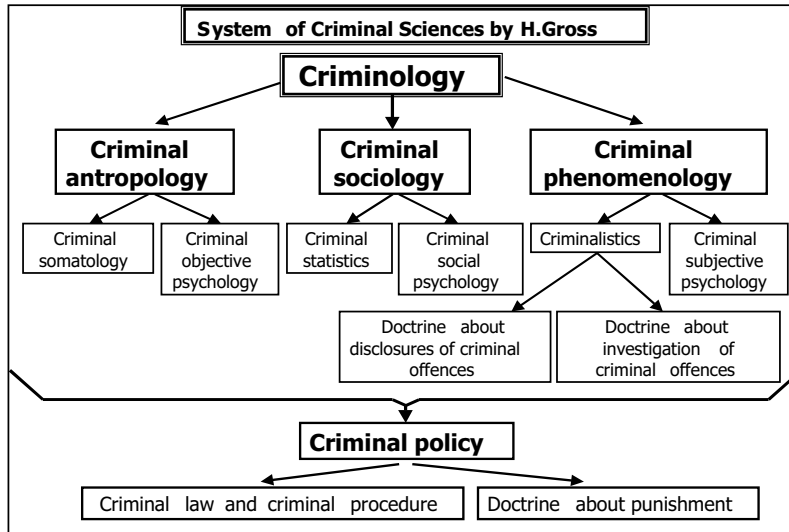 System of Criminal Sciences by H.Gross
Criminology
Criminal
antropology
Criminal
sociology
Criminal
phenomenology
Criminal
somatology
Criminal
objective
psychology
Criminal
statistics
Criminal
social
psychology
Criminalistics
Criminal
subjective
psychology
Doctrine about
disclosures of criminal
offences
Doctrine about
investigation of
criminal offences
Criminal policy
Criminal law and criminal procedure
Doctrine about punishment